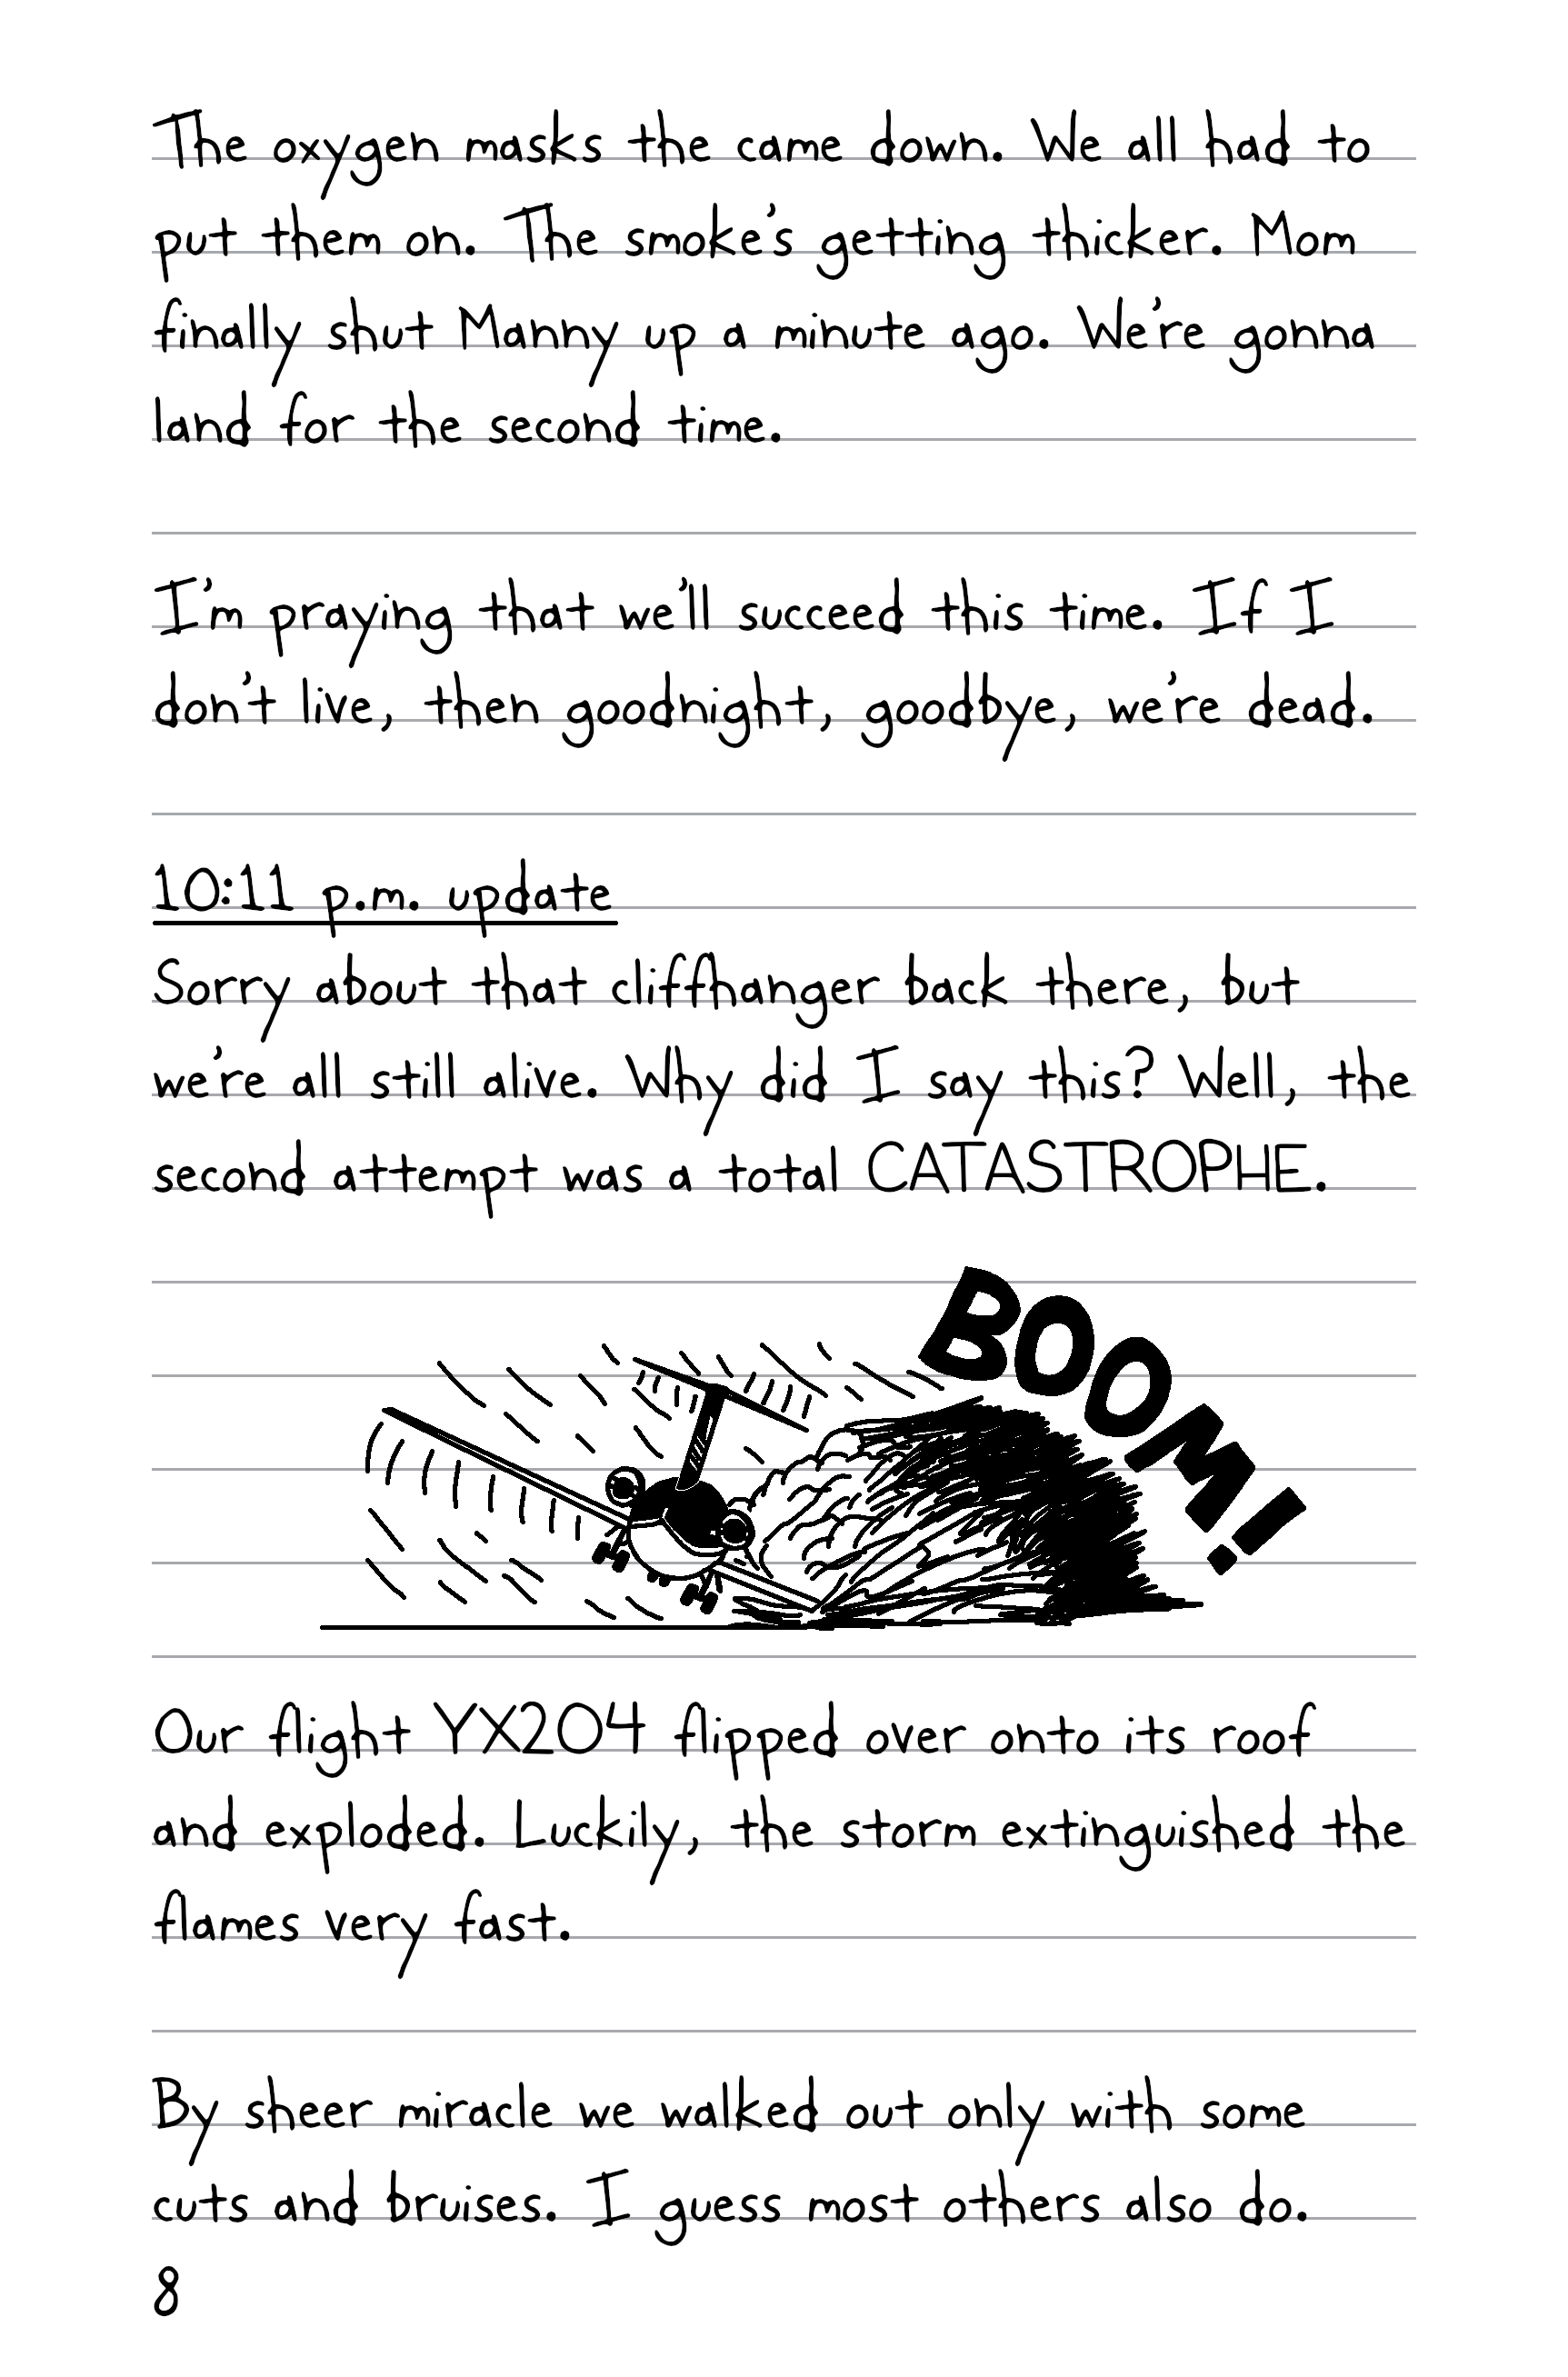 The oxygen masks the came down. We all had to
put them on. The smoke's getting thicker. Mom
finally shut Manny up a minute ago. We're gonna
land for the second time.
I'm praying that we'll succeed this time. If I
don't live, then goodnight, goodbye, we're dead.
10:11 p.m. update
Sorry about that cliffhanger back there, but
we're all still alive. Why did I say this? Well, the
second attempt was a total CATASTROPHE.
BOOM!
Our flight YX204 flipped over onto its roof
and exploded. Luckily, the storm extinguished the
flames very fast.
By sheer miracle we walked out only with some
cuts and bruises. I guess most others also do.
8